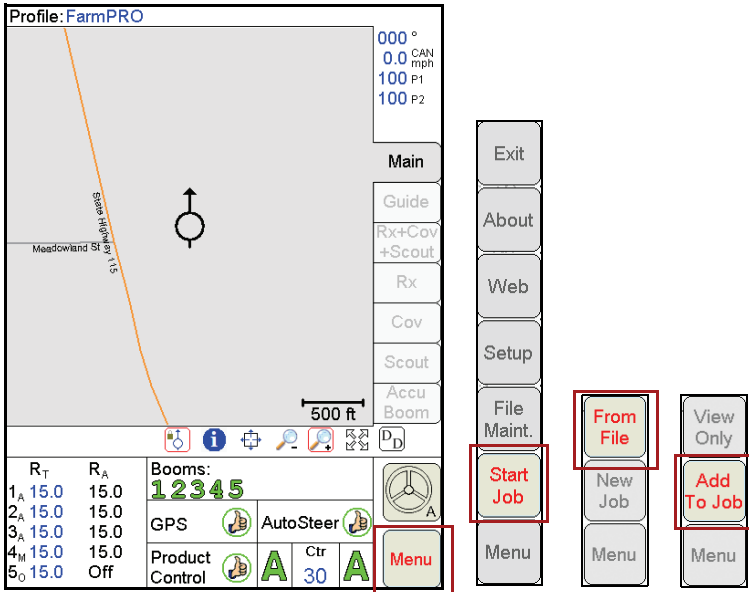 Profile: FarmPRO
000 °
0.0 CAN mph
100 P1
100 P2
Main
Guide
Rx+Cov
+Scout
Rx
Cov
Scout
Accu
Boom
State Highway 115
Meadowland St
500 ft
i
DD
RT RA
1A 15.0 15.0
2A 15.0 15.0
3A 15.0 15.0
4M 15.0 15.0
5O 15.0 Off
Booms:
12345
GPS
AutoSteer
Product
Control
A
Ctr
30
A
A
Menu
Exit
About
Web
Setup
File
Maint.
Start
Job
Menu
From
File
New
Job
Menu
View
Only
Add
To Job
Menu